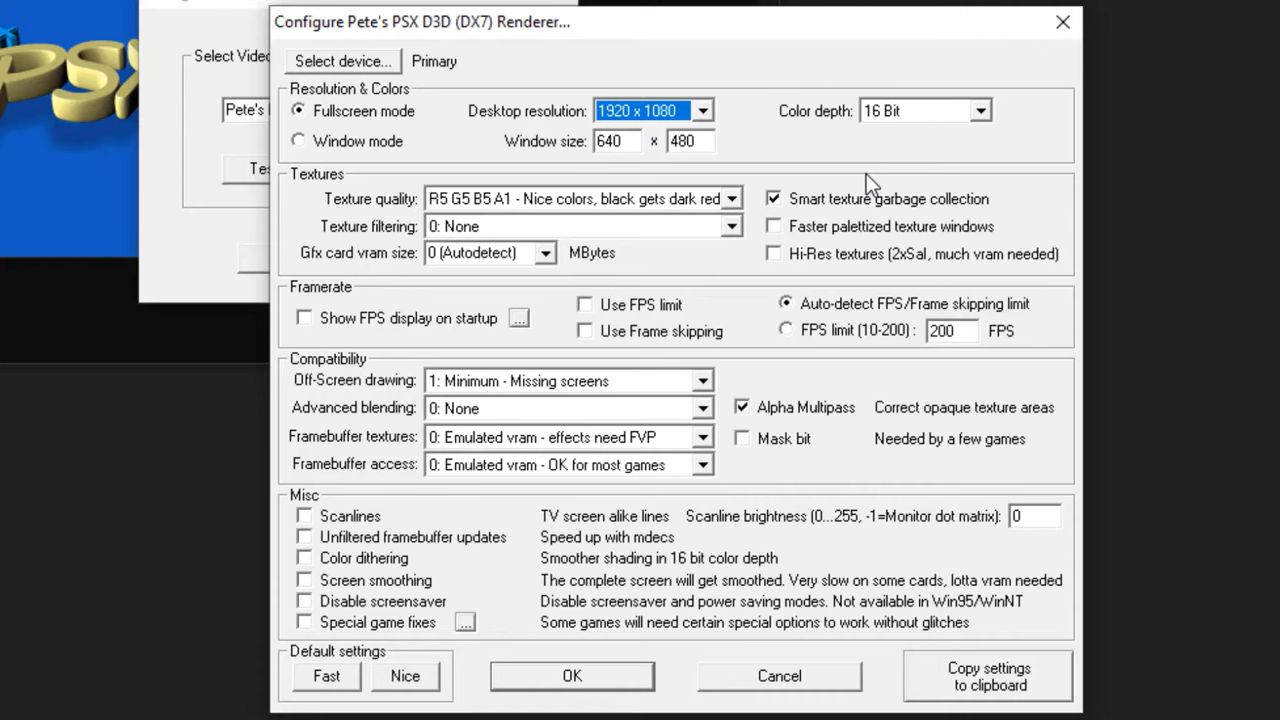 Configure Pete's PSX D3D (DX7) Renderer...
PSX
Select Video
Pete's
Tes
Select device... Primary
Resolution & Colors
Fullscreen mode Desktop resolution: 1920 x 1080 Color depth: 16 Bit
Window mode Window size: 640 x 480
Textures
Texture quality: R5 G5 B5 A1 - Nice colors, black gets dark red Smart texture garbage collection
Texture filtering: 0: None Faster palettized texture windows
Gfx card vram size: 0 (Autodetect) MBytes Hi-Res textures (2xSal, much vram needed)
Framerate
Show FPS display on startup ... Use FPS limit Auto-detect FPS/Frame skipping limit
Use Frame skipping FPS limit (10-200) : 200 FPS
Compatibility
Off-Screen drawing: 1: Minimum - Missing screens
Advanced blending: 0: None Alpha Multipass Correct opaque texture areas
Framebuffer textures: 0: Emulated vram - effects need FVP Mask bit Needed by a few games
Framebuffer access: 0: Emulated vram - OK for most games
Misc
Scanlines TV screen alike lines Scanline brightness (0...255, -1=Monitor dot matrix): 0
Unfiltered framebuffer updates Speed up with mdecs
Color dithering Smoother shading in 16 bit color depth
Screen smoothing The complete screen will get smoothed. Very slow on some cards, lotta vram needed
Disable screensaver Disable screensaver and power saving modes. Not available in Win95/WinNT
Special game fixes ... Some games will need certain special options to work without glitches
Default settings
Fast Nice OK Cancel Copy settings
to clipboard